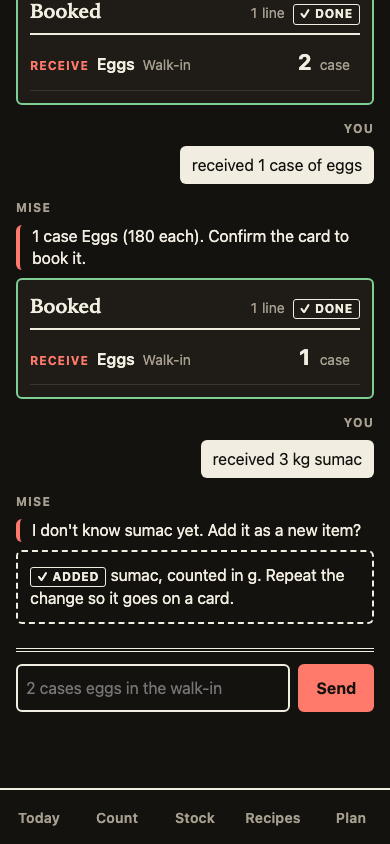 Booked 1 line ✓ DONE
RECEIVE Eggs Walk-in 2 case
YOU
received 1 case of eggs
MISE
1 case Eggs (180 each). Confirm the card to
book it.
Booked 1 line ✓ DONE
RECEIVE Eggs Walk-in 1 case
YOU
received 3 kg sumac
MISE
I don't know sumac yet. Add it as a new item?
✓ ADDED sumac, counted in g. Repeat the
change so it goes on a card.
2 cases eggs in the walk-in Send
Today Count Stock Recipes Plan